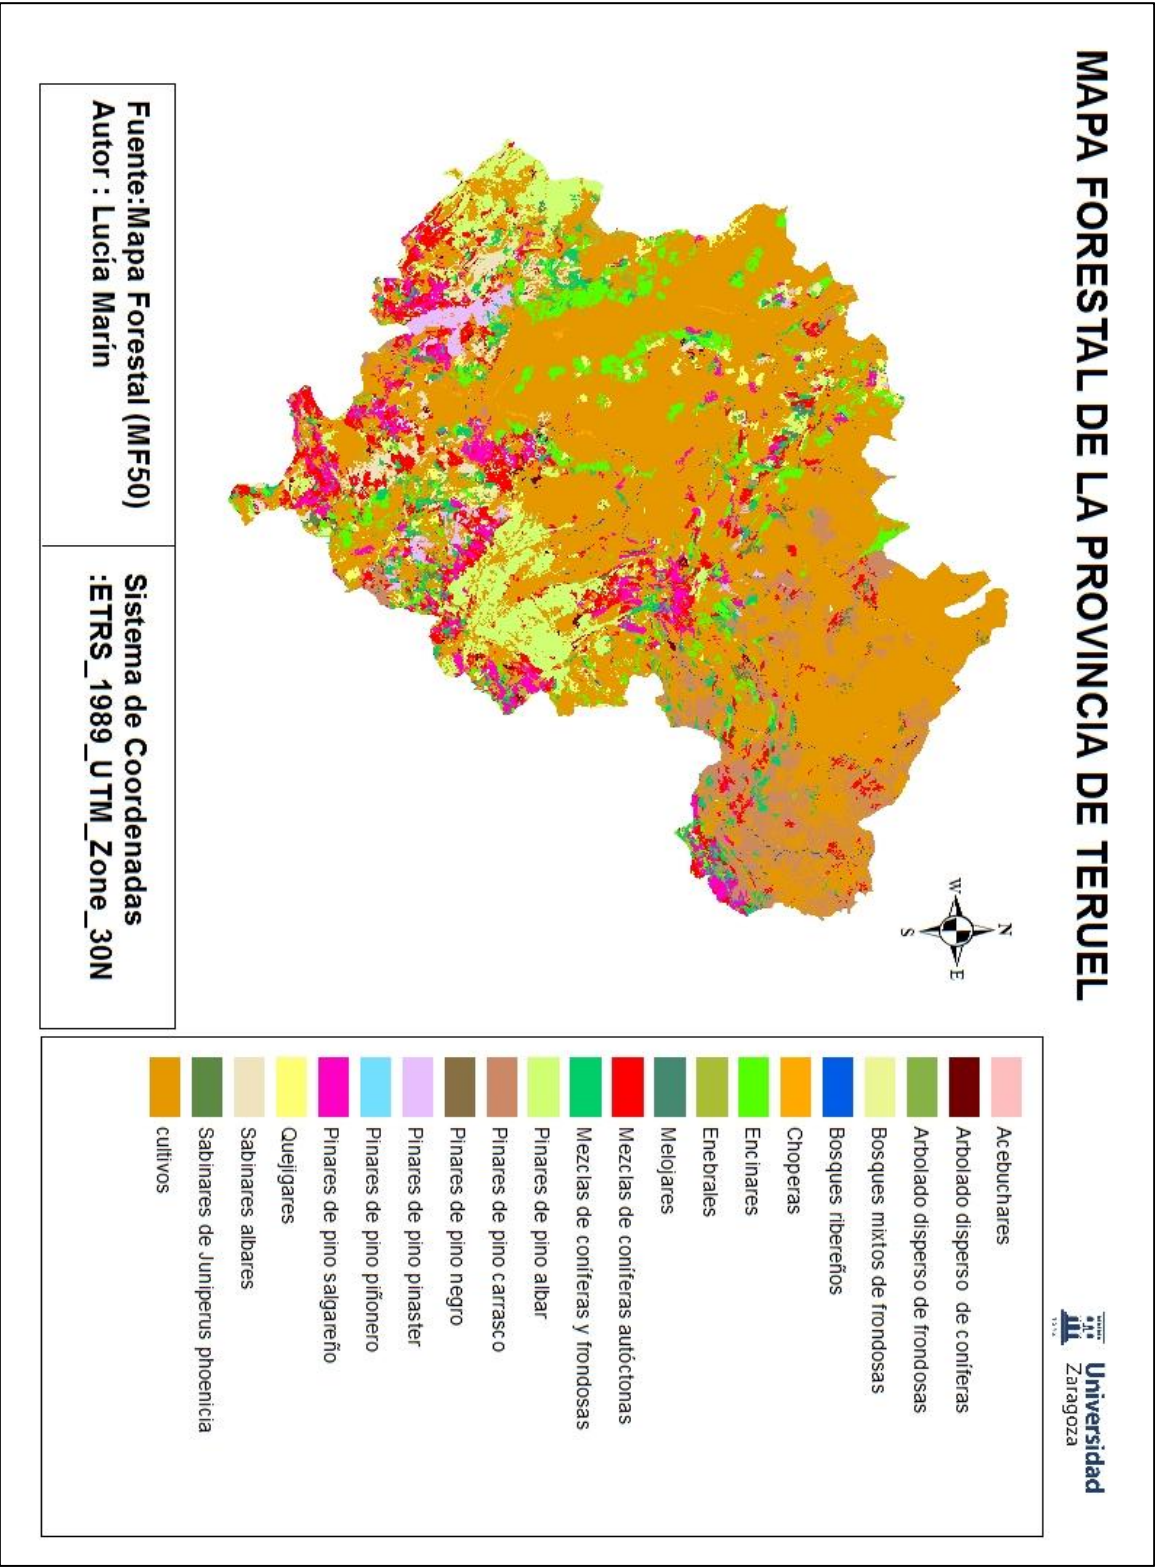 MAPA FORESTAL DE LA PROVINCIA DE TERUEL
Universidad
Zaragoza
1542
N
W
E
S
Acebuchares
Arbolado disperso de coníferas
Arbolado disperso de frondosas
Bosques mixtos de frondosas
Bosques ribereños
Choperas
Encinares
Enebrales
Melojares
Mezclas de coníferas autóctonas
Mezclas de coníferas y frondosas
Pinares de pino albar
Pinares de pino carrasco
Pinares de pino negro
Pinares de pino pinaster
Pinares de pino piñonero
Pinares de pino salgareño
Quejigares
Sabinares albares
Sabinares de Juniperus phoenicia
cultivos
Fuente:Mapa Forestal (MF50)
Autor : Lucía Marín
Sistema de Coordenadas
:ETRS_1989_UTM_Zone_30N